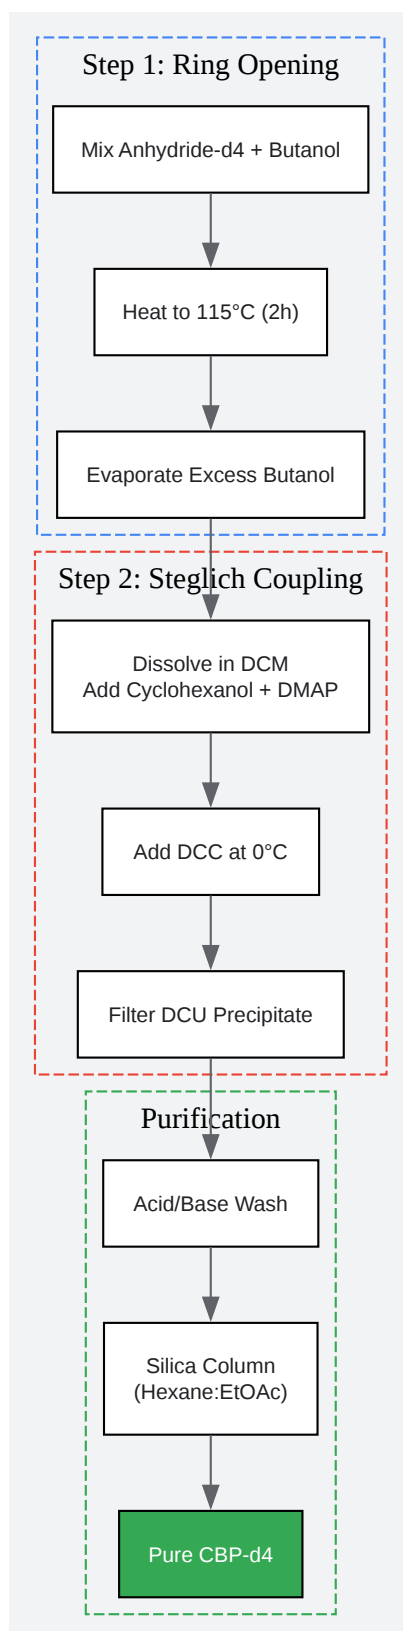 Step 1: Ring Opening
Mix Anhydride-d4 + Butanol
Heat to 115°C (2h)
Evaporate Excess Butanol
Step 2: Steglich Coupling
Dissolve in DCM
Add Cyclohexanol + DMAP
Add DCC at 0°C
Filter DCU Precipitate
Purification
Acid/Base Wash
Silica Column
(Hexane:EtOAc)
Pure CBP-d4